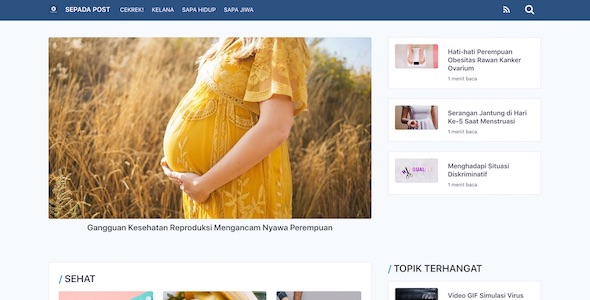 SEPADA POST CEKREK! KELANA SAPA HIDUP SAPA JIWA
Hati-hati Perempuan
Obesitas Rawan Kanker
Ovarium
1 menit baca
Serangan Jantung di Hari
Ke-5 Saat Menstruasi
1 menit baca
Menghadapi Situasi
Diskriminatif
1 menit baca
Gangguan Kesehatan Reproduksi Mengancam Nyawa Perempuan
/ SEHAT
/ TOPIK TERHANGAT
Video GIF Simulasi Virus